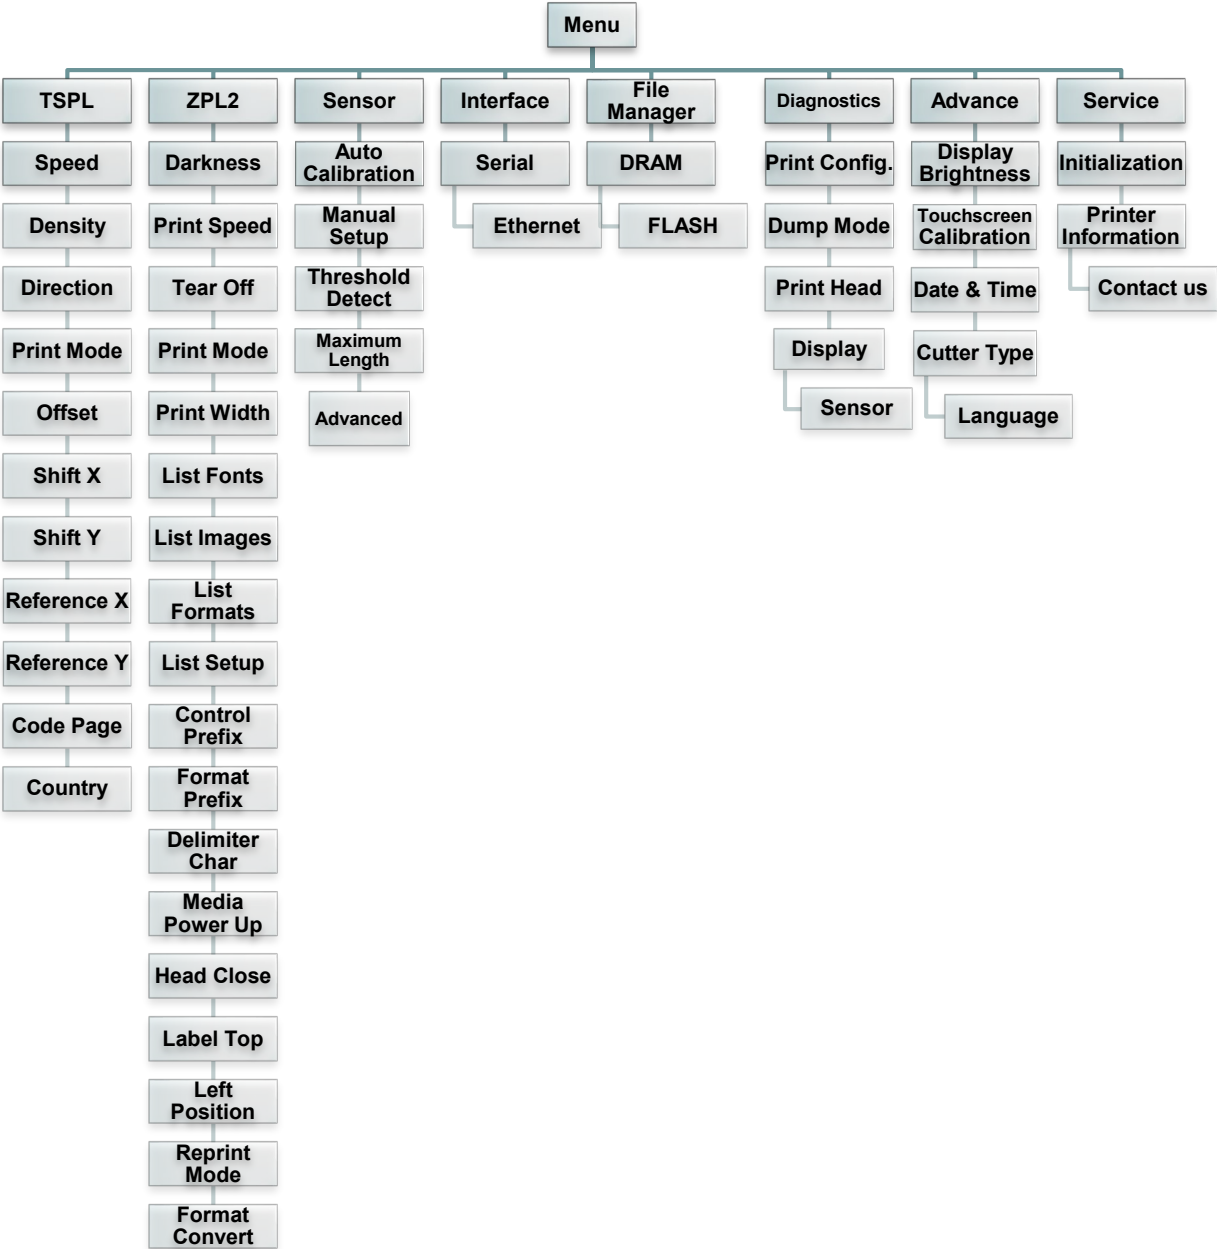 Menu
TSPL
ZPL2
Sensor
Interface
File
Manager
Diagnostics
Advance
Service
Speed
Density
Direction
Print Mode
Offset
Shift X
Shift Y
Reference X
Reference Y
Code Page
Country
Darkness
Print Speed
Tear Off
Print Mode
Print Width
List Fonts
List Images
List
Formats
List Setup
Control
Prefix
Format
Prefix
Delimiter
Char
Media
Power Up
Head Close
Label Top
Left
Position
Reprint
Mode
Format
Convert
Auto
Calibration
Manual
Setup
Threshold
Detect
Maximum
Length
Advanced
Serial
Ethernet
DRAM
FLASH
Print Config.
Dump Mode
Print Head
Display
Sensor
Display
Brightness
Touchscreen
Calibration
Date & Time
Cutter Type
Language
Initialization
Printer
Information
Contact us